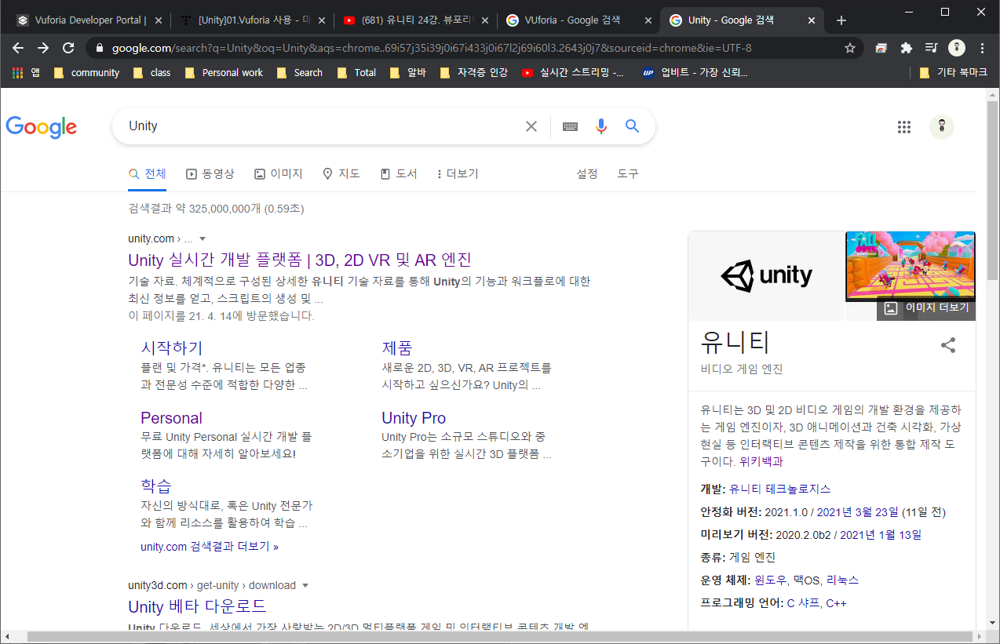 Vuforia Developer Portal |
[Unity]01.Vuforia 사용 - 마
(681) 유니티 24강. 뷰포리
VUforia - Google 검색
Unity - Google 검색
google.com/search?q=Unity&oq=Unity&aqs=chrome..69i57j35i39j0i67i433j0i67l2j69i60l3.2643j0j7&sourceid=chrome&ie=UTF-8
앱 community class Personal work Search Total 알바 자격증 인강 실시간 스트리밍 -... UP 업비트 - 가장 신뢰... 기타 북마크
Google
Unity
전체 동영상 이미지 지도 도서 더보기 설정 도구
검색결과 약 325,000,000개 (0.59초)
unity.com › ...
Unity 실시간 개발 플랫폼 | 3D, 2D VR 및 AR 엔진
기술 자료. 체계적으로 구성된 상세한 유니티 기술 자료를 통해 Unity의 기능과 워크플로에 대한
최신 정보를 얻고, 스크립트의 생성 및 ...
이 페이지를 21. 4. 14에 방문했습니다.
시작하기
플랜 및 가격*. 유니티는 모든 업종
과 전문성 수준에 적합한 다양한 ...
제품
새로운 2D, 3D, VR, AR 프로젝트를
시작하고 싶으신가요? Unity의 ...
Personal
무료 Unity Personal 실시간 개발 플
랫폼에 대해 자세히 알아보세요!
Unity Pro
Unity Pro는 소규모 스튜디오와 중
소기업을 위한 실시간 3D 플랫폼 ...
학습
자신의 방식대로, 혹은 Unity 전문가
와 함께 리소스를 활용하여 학습 ...
unity.com 검색결과 더보기 »
unity3d.com › get-unity › download
Unity 베타 다운로드
Unity 다운로드. 세상에서 가장 사랑받는 2D/3D 멀티플랫폼 게임 및 인터랙티브 콘텐츠 개발 엔
unity
FALL
이미지 더보기
유니티
비디오 게임 엔진
유니티는 3D 및 2D 비디오 게임의 개발 환경을 제공하
는 게임 엔진이자, 3D 애니메이션과 건축 시각화, 가상
현실 등 인터랙티브 콘텐츠 제작을 위한 통합 제작 도
구이다. 위키백과
개발: 유니티 테크놀로지스
안정화 버전: 2021.1.0 / 2021년 3월 23일 (11일 전)
미리보기 버전: 2020.2.0b2 / 2021년 1월 13일
종류: 게임 엔진
운영 체제: 윈도우, 맥OS, 리눅스
프로그래밍 언어: C 샤프, C++